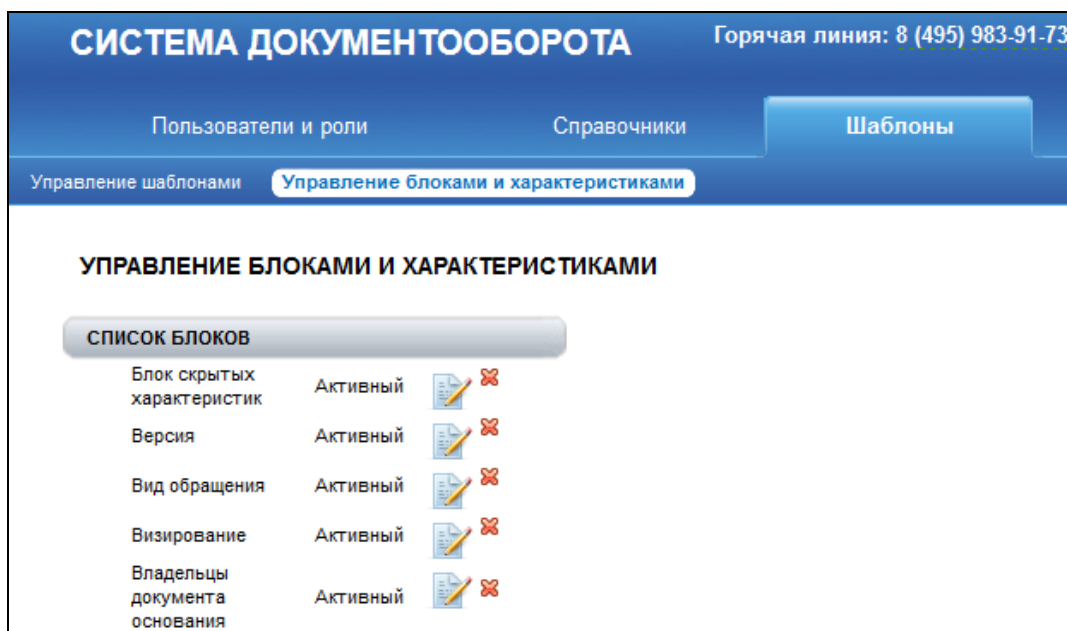 СИСТЕМА ДОКУМЕНТООБОРОТА
Горячая линия: 8 (495) 983-91-73
Пользователи и роли
Справочники
Шаблоны
Управление шаблонами
Управление блоками и характеристиками
УПРАВЛЕНИЕ БЛОКАМИ И ХАРАКТЕРИСТИКАМИ
СПИСОК БЛОКОВ
Блок скрытых
характеристик
Активный
Версия
Активный
Вид обращения
Активный
Визирование
Активный
Владельцы
документа
основания
Активный